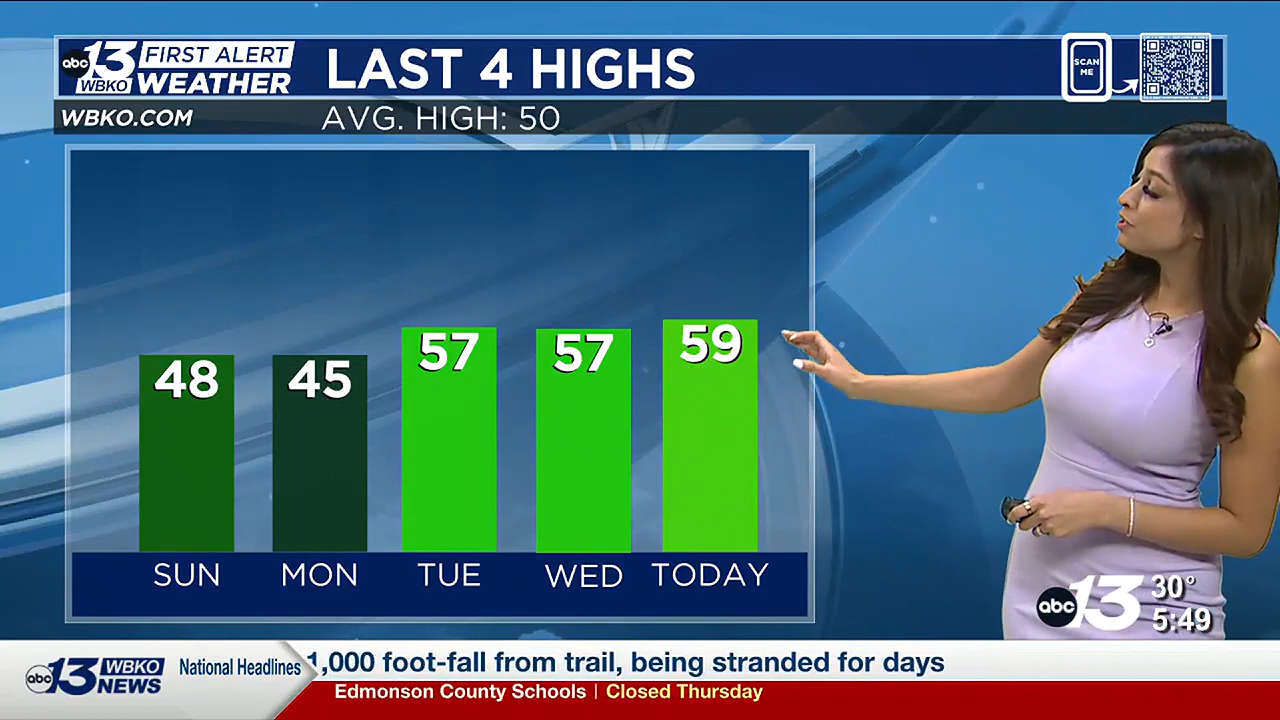 abc 13 WBKO FIRST ALERT WEATHER
LAST 4 HIGHS
SCAN ME
WBKO.COM
AVG. HIGH: 50
48
45
57
57
59
SUN
MON
TUE
WED
TODAY
abc 13
30°
5:49
abc 13 WBKO NEWS
National Headlines
1,000 foot-fall from trail, being stranded for days
Edmonson County Schools | Closed Thursday